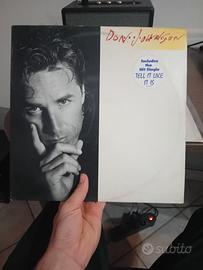 DON JOHNSON
Includes
the
Hit Single
TELL IT LIKE
IT IS
subito